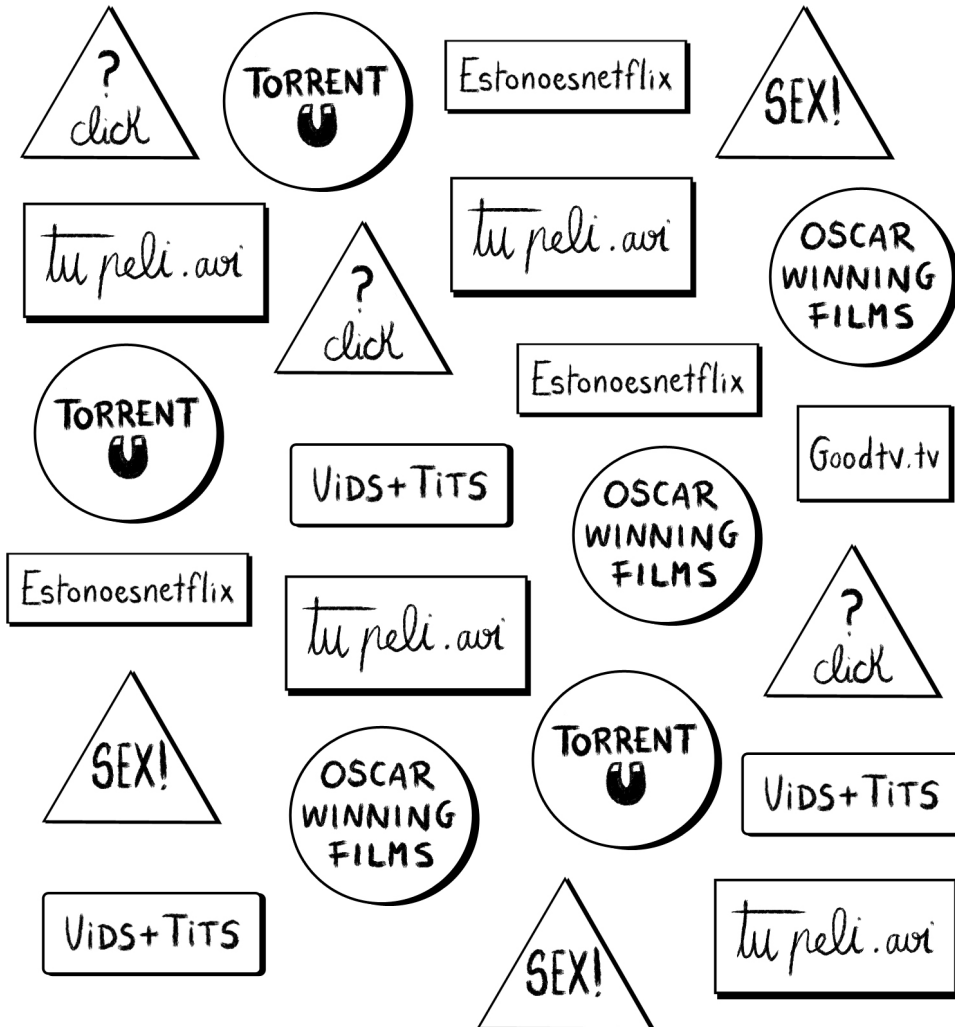 ?
click
TORRENT
Estonoesnetflix
SEX!
tu peli.avi
tu peli.avi
OSCAR
WINNING
FILMS
?
click
TORRENT
Estonoesnetflix
Goodtv.tv
ViDS+TiTS
OSCAR
WINNING
FILMS
Estonoesnetflix
tu peli.avi
?
click
SEX!
TORRENT
OSCAR
WINNING
FILMS
ViDS+TiTS
ViDS+TiTS
SEX!
tu peli.avi